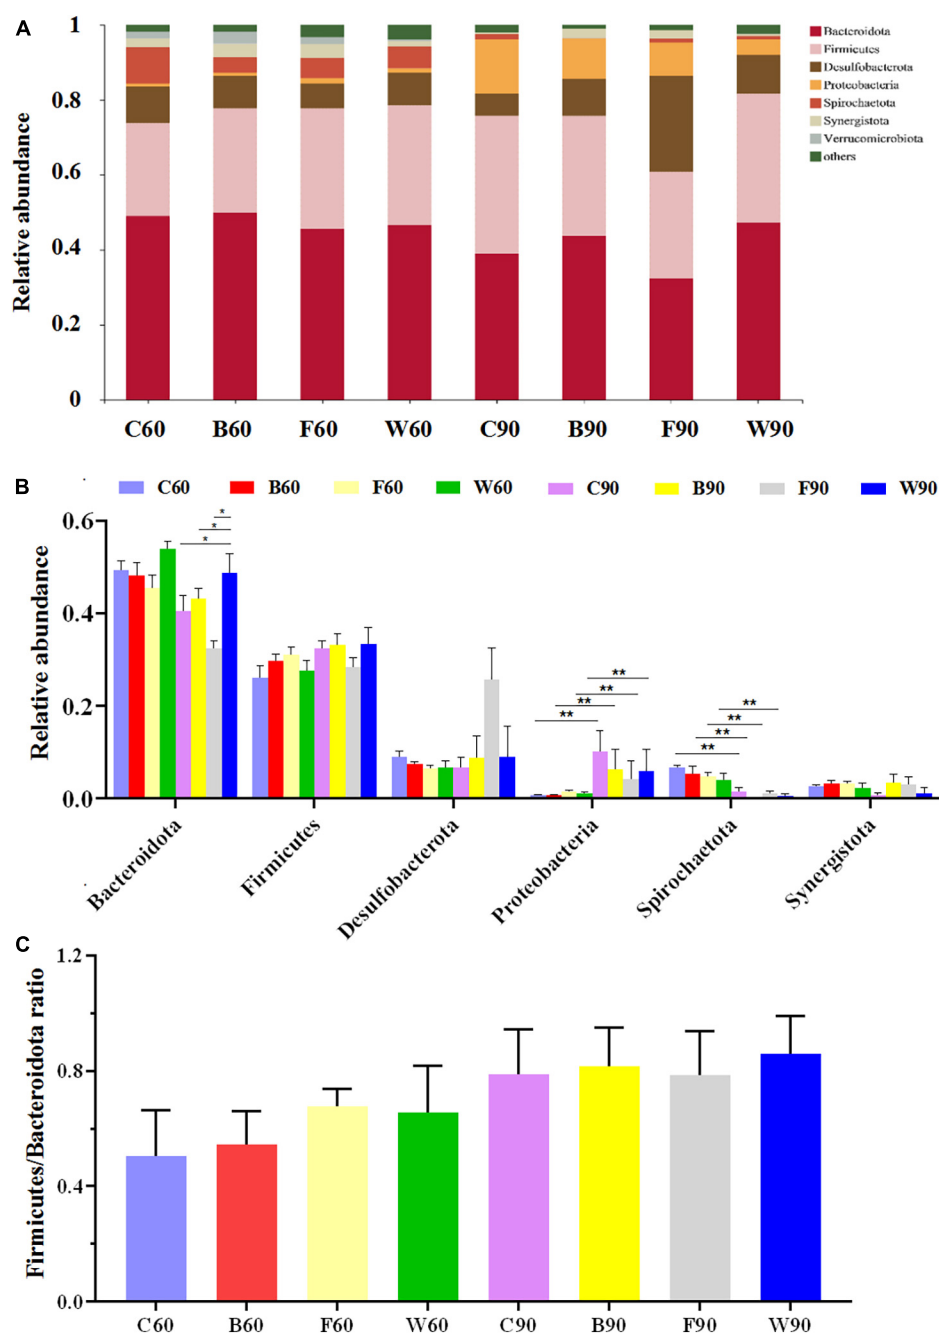 A
Relative abundance
1
0.8
0.6
0.4
0.2
0
C60 B60 F60 W60 C90 B90 F90 W90
Bacteroidota
Firmicutes
Desulfobacterota
Proteobacteria
Spirochaetota
Synergistota
Verrucomicrobiota
others
B
C60 B60 F60 W60 C90 B90 F90 W90
Relative abundance
0.6
0.4
0.2
0.0
*
*
*
**
**
**
**
**
**
**
**
Bacteroidota
Firmicutes
Desulfobacterota
Proteobacteria
Spirochaetota
Synergistota
C
Firmicutes/Bacteroidota ratio
1.2
0.8
0.4
0.0
C60 B60 F60 W60 C90 B90 F90 W90